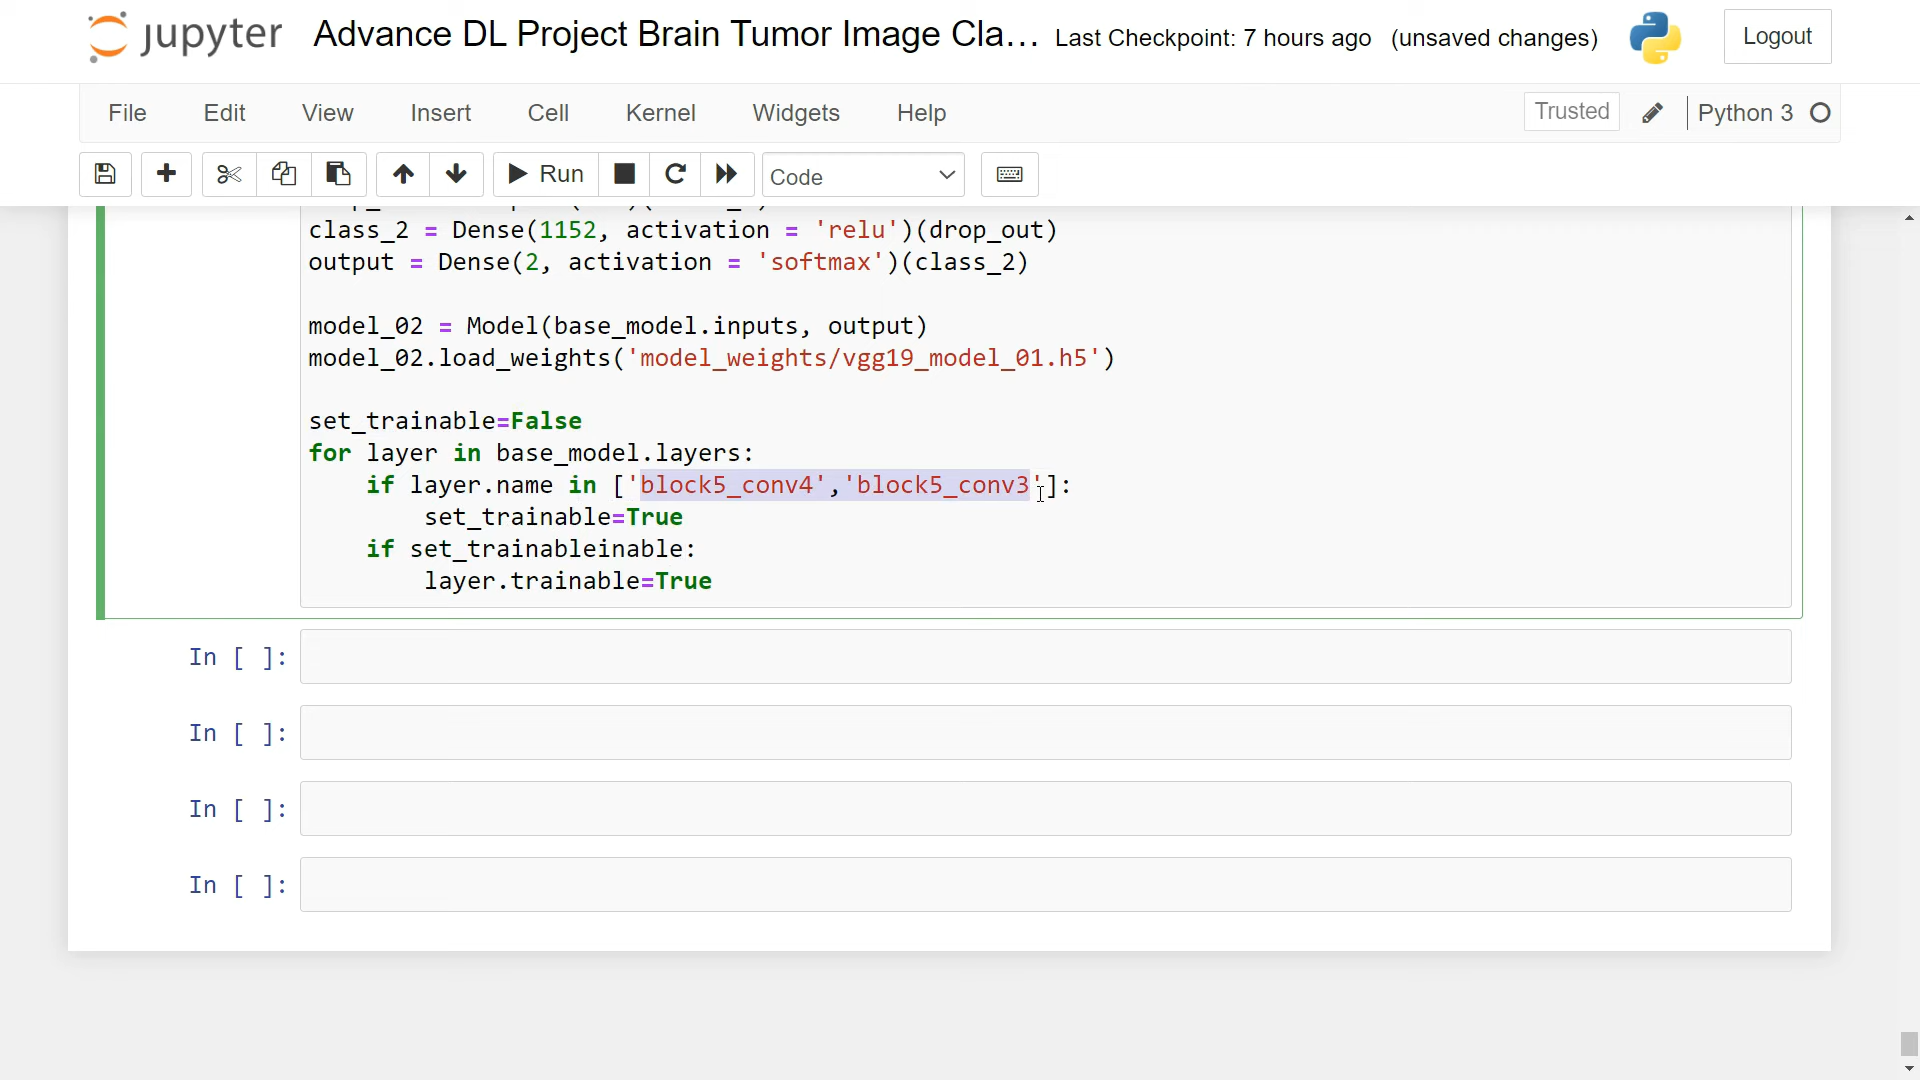 jupyter Advance DL Project Brain Tumor Image Cla... Last Checkpoint: 7 hours ago (unsaved changes) Logout
File Edit View Insert Cell Kernel Widgets Help Trusted Python 3
Run Code
class_2 = Dense(1152, activation = 'relu')(drop_out)
output = Dense(2, activation = 'softmax')(class_2)
model_02 = Model(base_model.inputs, output)
model_02.load_weights('model_weights/vgg19_model_01.h5')
set_trainable=False
for layer in base_model.layers:
if layer.name in ['block5_conv4','block5_conv3']:
set_trainable=True
if set_trainableinable:
layer.trainable=True
In [ ]:
In [ ]:
In [ ]:
In [ ]: